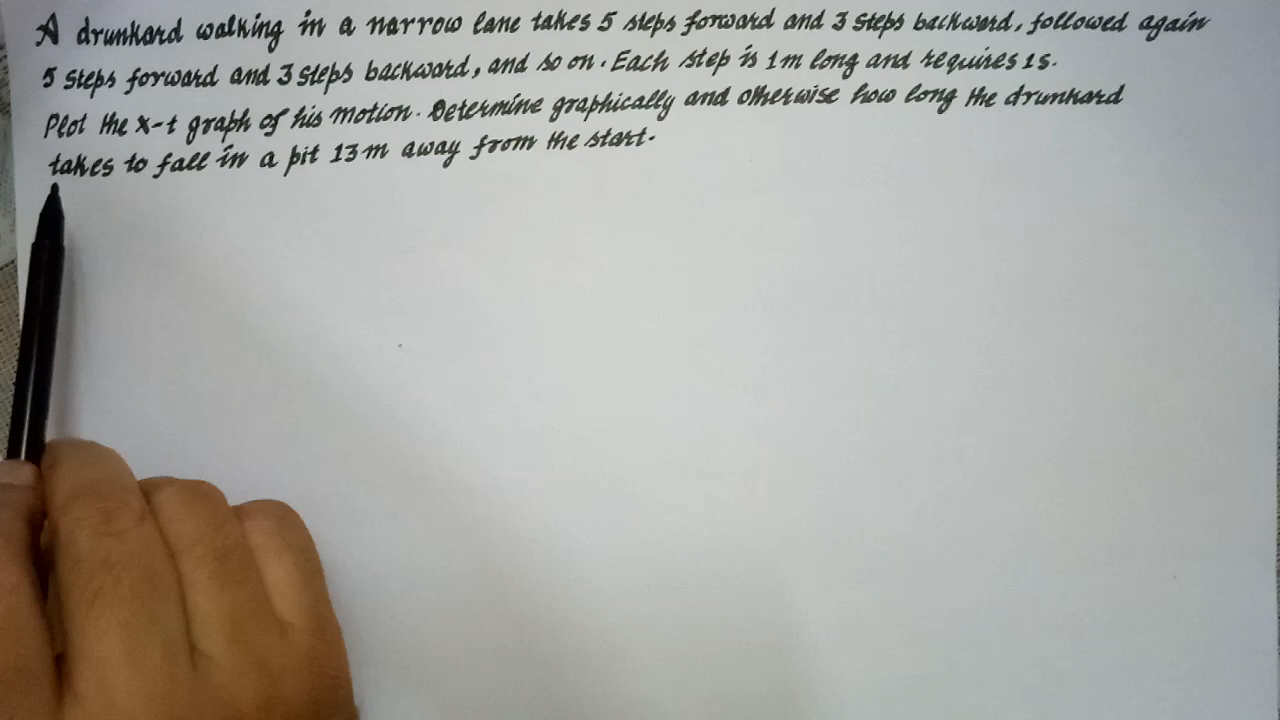 A drunkard walking in a narrow lane takes 5 steps forward and 3 steps backward, followed again
5 steps forward and 3 steps backward, and so on. Each step is 1m long and requires 1s.
Plot the x-t graph of his motion. Determine graphically and otherwise how long the drunkard
takes to fall in a pit 13m away from the start.